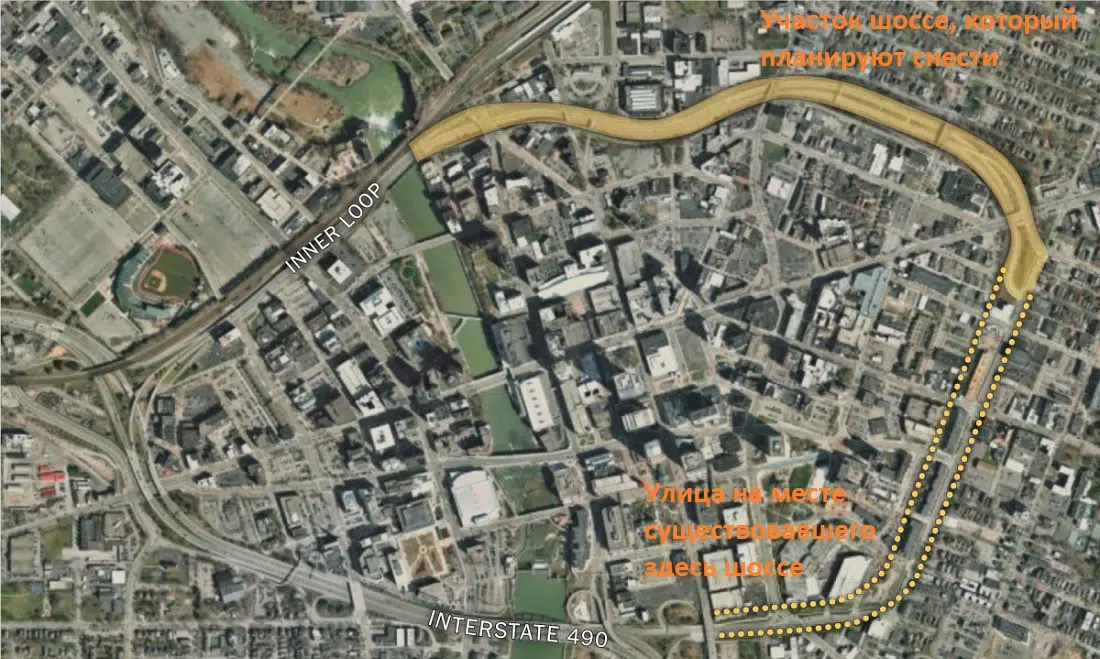 Участок шоссе, который
планируют снести
INNER LOOP
Улица на месте
существовавшего
здесь шоссе
INTERSTATE 490